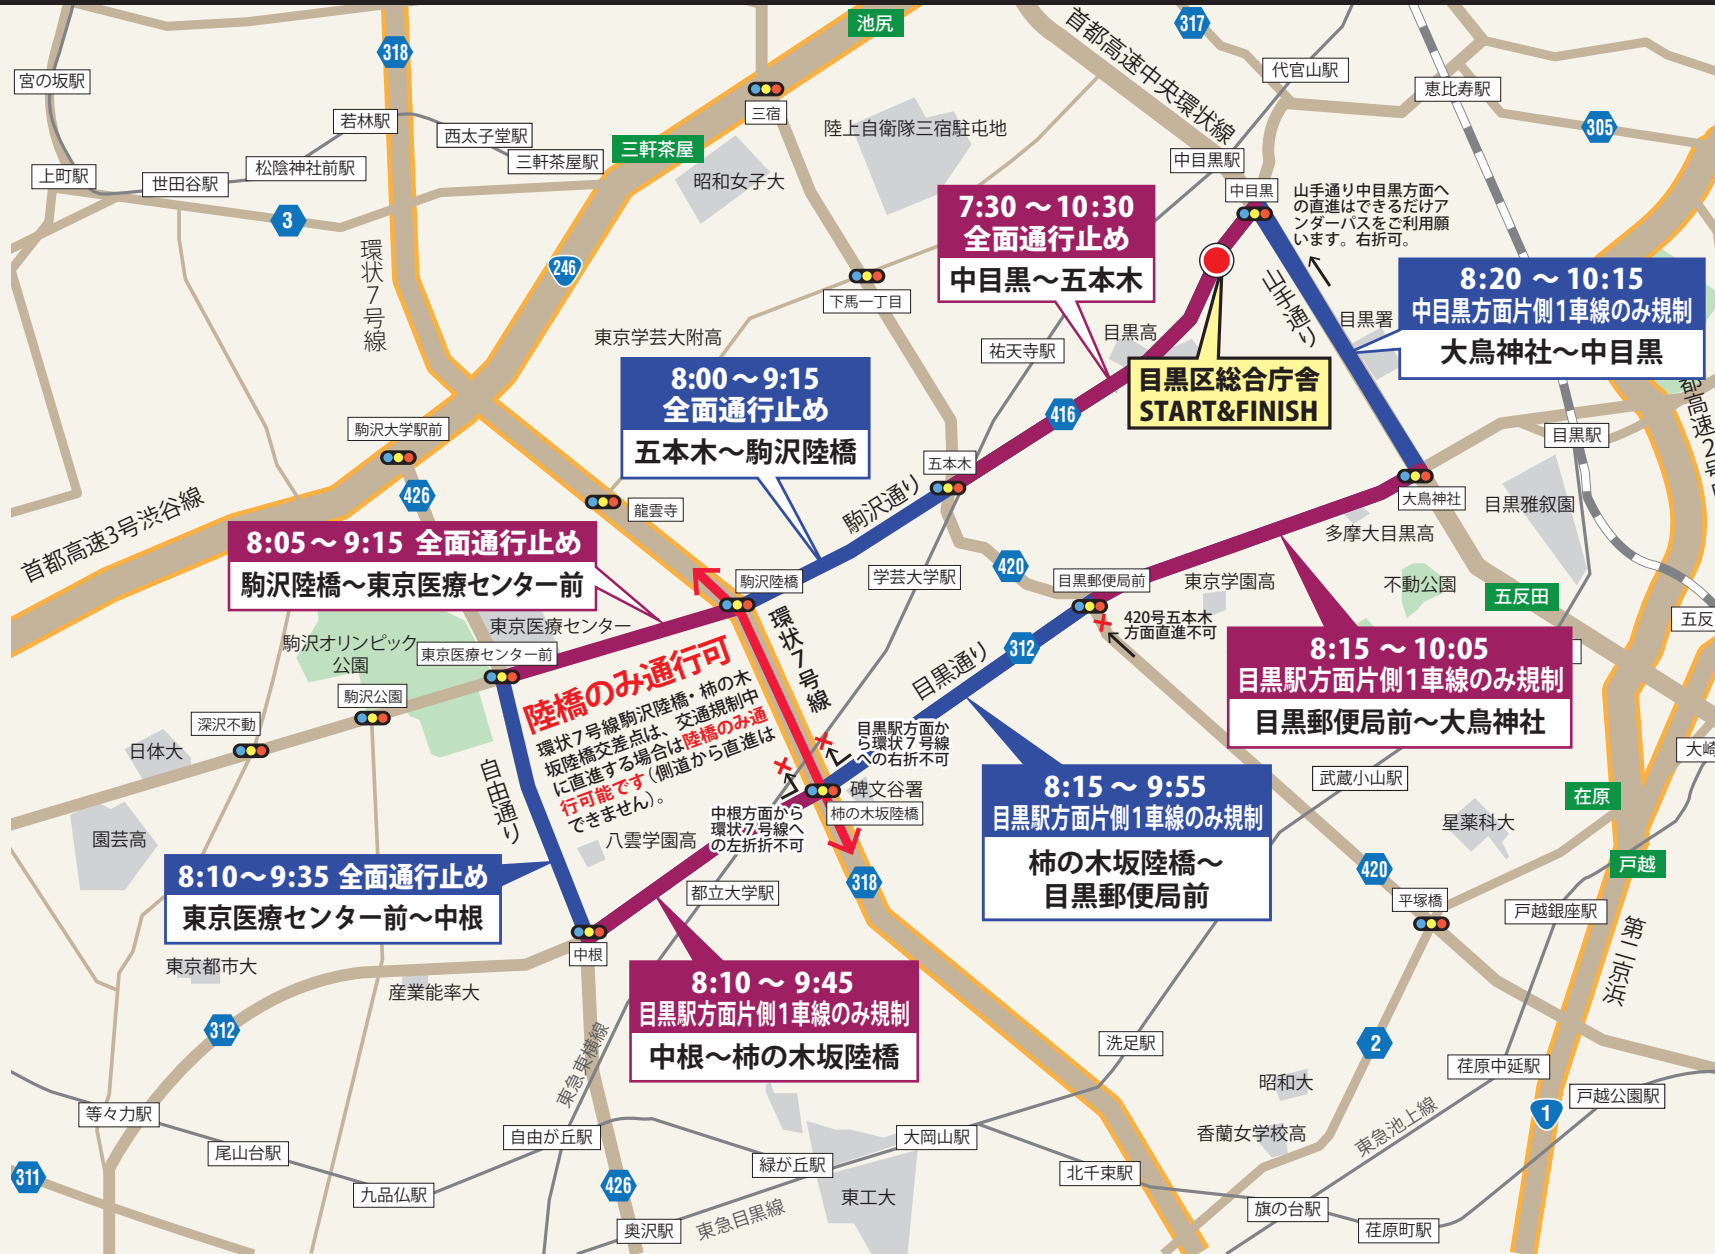 池尻
317
首都高速中央環状線
318
宮の坂駅
代官山駅
恵比寿駅
三宿
若林駅
西太子堂駅
三軒茶屋
陸上自衛隊三宿駐屯地
305
三軒茶屋駅
松陰神社前駅
上町駅
世田谷駅
昭和女子大
中目黒駅
中目黒
3
環状7号線
246
山手通り中目黒方面へ
の直進はできるだけア
ンダーパスをご利用願
います。右折可。
7:30 ～ 10:30
全面通行止め
中目黒～五本木
8:20 ～ 10:15
中目黒方面片側1車線のみ規制
大鳥神社～中目黒
山手通り
目黒署
下馬一丁目
東京学芸大附高
祐天寺駅
目黒高
目黒区総合庁舎
START&FINISH
8:00 ～ 9:15
全面通行止め
五本木～駒沢陸橋
416
駒沢大学駅前
目黒駅
五本木
426
龍雲寺
駒沢通り
大鳥神社
目黒雅叙園
多摩大目黒高
首都高速3号渋谷線
8:05～ 9:15 全面通行止め
駒沢陸橋～東京医療センター前
駒沢陸橋
学芸大学駅
420
目黒郵便局前
東京学園高
不動公園
五反田
420号五本木
方面直進不可
五反
東京医療センター
駒沢オリンピック
公園
東京医療センター前
環状7号線
312
目黒通り
8:15 ～ 10:05
目黒駅方面片側1車線のみ規制
目黒郵便局前～大鳥神社
駒沢公園
深沢不動
日体大
陸橋のみ通行可
環状7号線駒沢陸橋・柿の木
坂陸橋交差点は、交通規制中
に直進する場合は陸橋のみ通
行可能です(側道から直進は
できません)。
目黒駅方面か
ら環状7号線
への右折不可
大崎
自由通り
碑文谷署
柿の木坂陸橋
中根方面から
環状7号線へ
の左折折不可
8:15 ～ 9:55
目黒駅方面片側1車線のみ規制
柿の木坂陸橋～
目黒郵便局前
武蔵小山駅
荏原
星薬科大
園芸高
八雲学園高
8:10～9:35 全面通行止め
東京医療センター前～中根
都立大学駅
318
420
戸越
平塚橋
戸越銀座駅
第二京浜
中根
東京都市大
産業能率大
8:10 ～ 9:45
目黒駅方面片側1車線のみ規制
中根～柿の木坂陸橋
312
東急東横線
洗足駅
2
荏原中延駅
昭和大
戸越公園駅
1
等々力駅
自由が丘駅
大岡山駅
香蘭女学校高
東急池上線
尾山台駅
緑が丘駅
北千束駅
311
九品仏駅
426
東工大
旗の台駅
奥沢駅
東急目黒線
荏原町駅